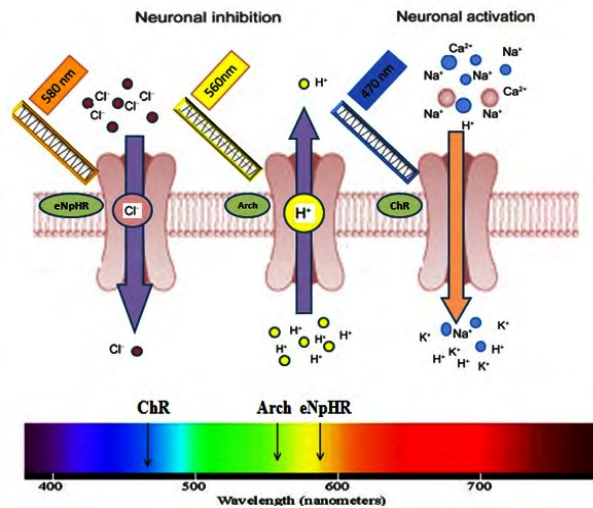 Neuronal inhibition
Neuronal activation
580 nm
Cl⁻
Cl⁻
Cl⁻
Cl⁻
Cl⁻
560nm
H⁺
470 nm
Ca²⁺
Na⁺
Na⁺
Na⁺
Ca²⁺
Na⁺
Na⁺
H⁺
eNpHR
Cl⁻
Arch
H⁺
ChR
Cl⁻
H⁺
H⁺
H⁺
H⁺
H⁺
H⁺
K⁺
Na⁺
K⁺
K⁺
H⁺
H⁺
H⁺
K⁺
ChR
Arch
eNpHR
400
500
600
700
Wavelength (nanometers)